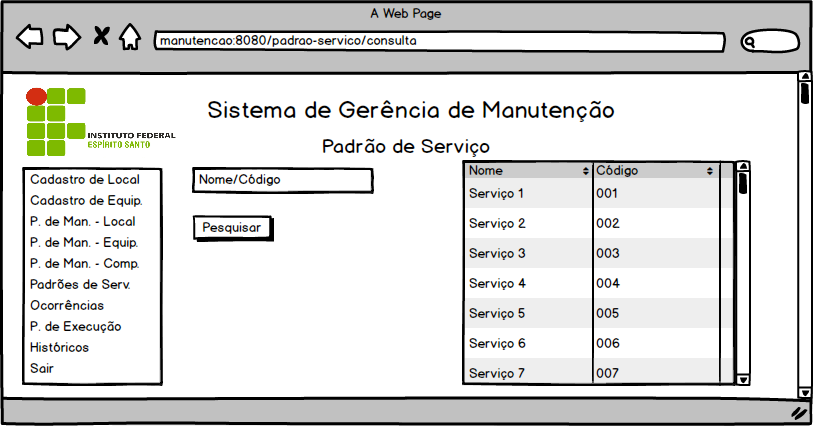 A Web Page
manutencao:8080/padrao-servico/consulta
INSTITUTO FEDERAL
ESPÍRITO SANTO
Sistema de Gerência de Manutenção
Padrão de Serviço
Cadastro de Local
Cadastro de Equip.
P. de Man. - Local
P. de Man. - Equip.
P. de Man. - Comp.
Padrões de Serv.
Ocorrências
P. de Execução
Históricos
Sair
Nome/Código
Pesquisar
Nome Código
Serviço 1 001
Serviço 2 002
Serviço 3 003
Serviço 4 004
Serviço 5 005
Serviço 6 006
Serviço 7 007